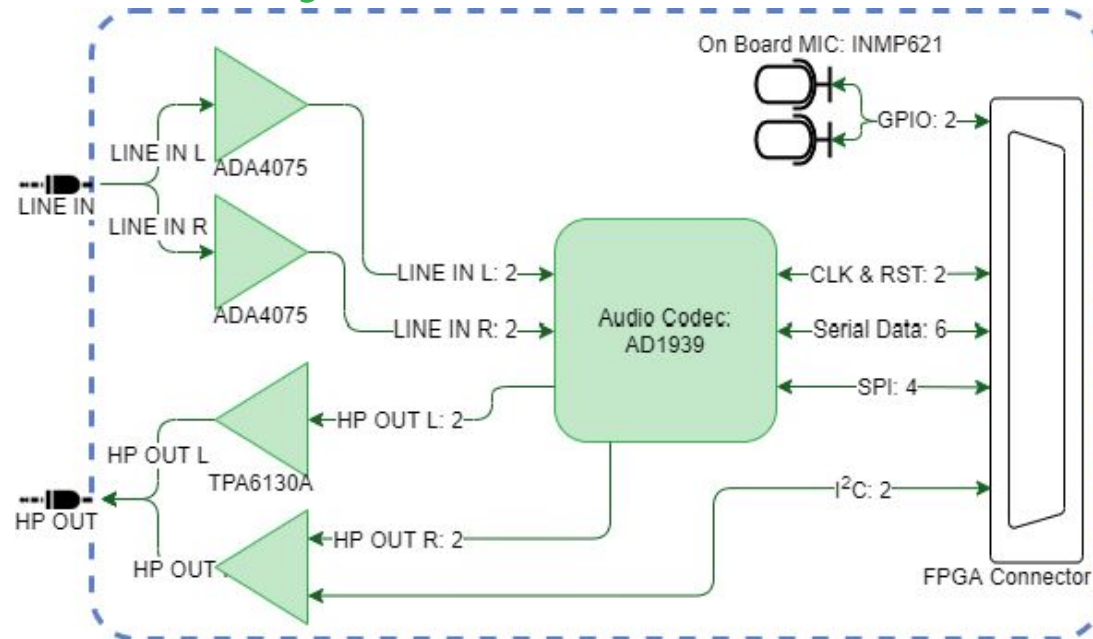 On Board MIC: INMP621
GPIO: 2
LINE IN L
ADA4075
LINE IN
LINE IN R
ADA4075
LINE IN L: 2
LINE IN R: 2
Audio Codec:
AD1939
CLK & RST: 2
Serial Data: 6
SPI: 4
HP OUT L: 2
HP OUT L
TPA6130A
I²C: 2
HP OUT
HP OUT R: 2
HP OUT
FPGA Connector